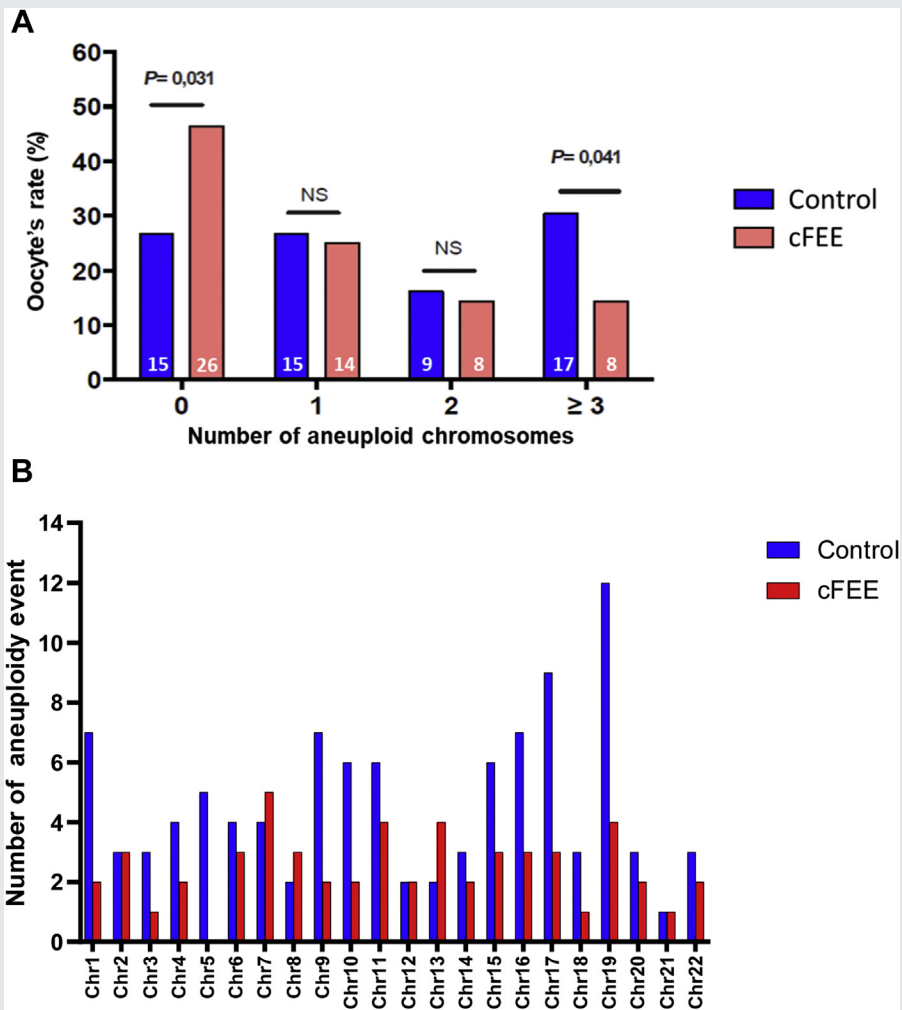 A
60
50
40
30
20
10
0
Oocyte's rate (%)
P= 0,031
NS
NS
P= 0,041
15 26 15 14 9 8 17 8
0 1 2 ≥ 3
Number of aneuploid chromosomes
Control
cFEE
B
14
12
10
8
6
4
2
0
Number of aneuploidy event
Control
cFEE
Chr1
Chr2
Chr3
Chr4
Chr5
Chr6
Chr7
Chr8
Chr9
Chr10
Chr11
Chr12
Chr13
Chr14
Chr15
Chr16
Chr17
Chr18
Chr19
Chr20
Chr21
Chr22